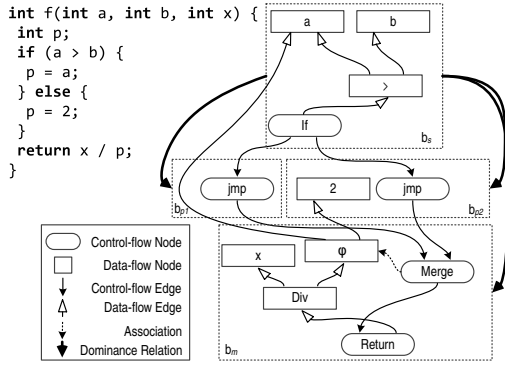 int f(int a, int b, int x) {
int p;
if (a > b) {
p = a;
} else {
p = 2;
}
return x / p;
}
a
b
>
If
bs
jmp
bp1
2
jmp
bp2
x
φ
Merge
Div
Return
bm
Control-flow Node
Data-flow Node
Control-flow Edge
Data-flow Edge
Association
Dominance Relation